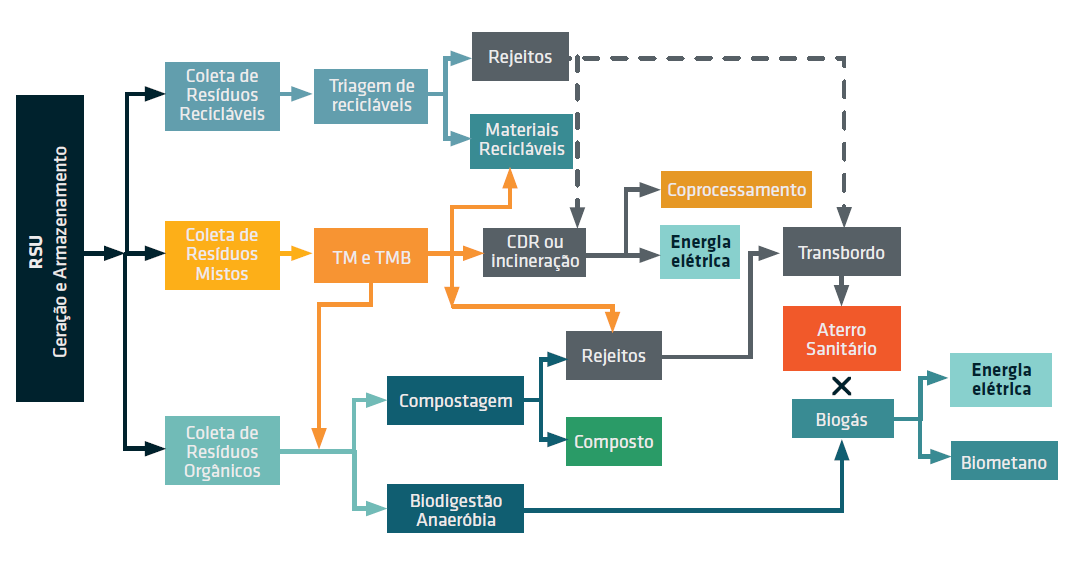 RSU
Geração e Armazenamento
Coleta de
Resíduos
Recicláveis
Triagem de
recicláveis
Rejeitos
Materiais
Recicláveis
Coleta de
Resíduos
Mistos
TM e TMB
CDR ou
incineração
Coprocessamento
Energia
elétrica
Transbordo
Rejeitos
Aterro
Sanitário
Coleta de
Resíduos
Orgânicos
Compostagem
Composto
Biodigestão
Anaeróbia
Biogás
Energia
elétrica
Biometano